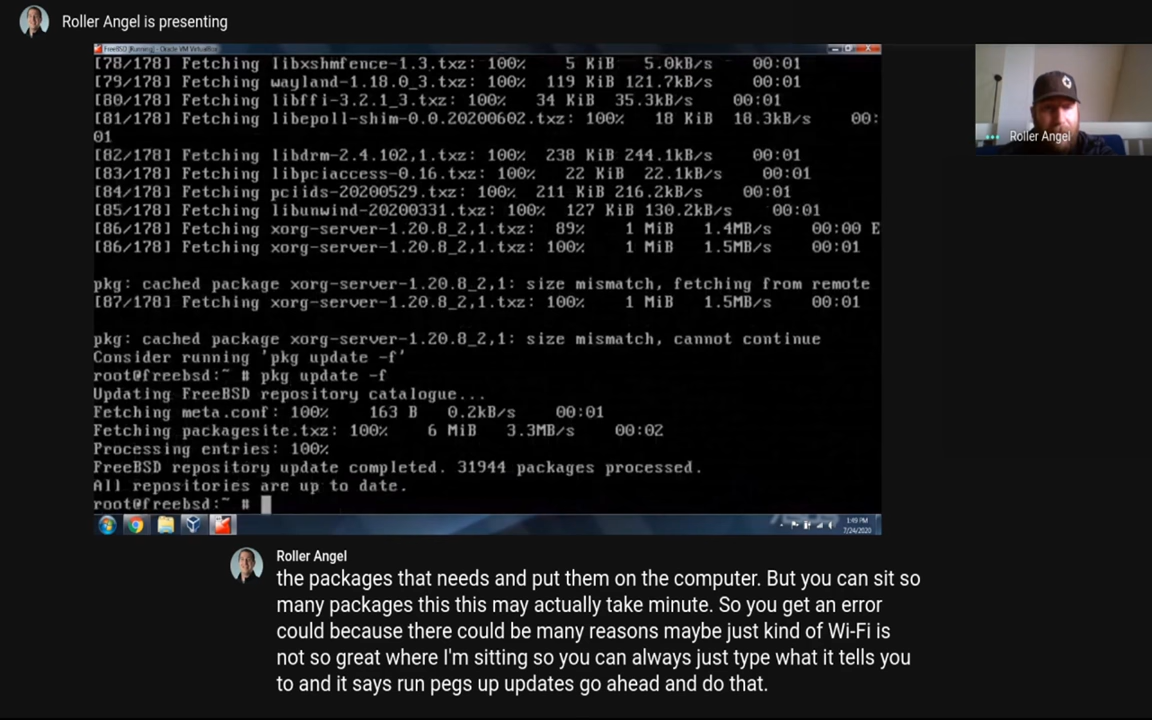 Roller Angel is presenting
FreeBSD [Running] - Oracle VM VirtualBox
[78/178] Fetching libxshmfence-1.3.txz: 100% 5 KiB 5.0kB/s 00:01
[79/178] Fetching wayland-1.18.0_3.txz: 100% 119 KiB 121.7kB/s 00:01
[80/178] Fetching libffi-3.2.1_3.txz: 100% 34 KiB 35.3kB/s 00:01
[81/178] Fetching libepoll-shim-0.0.20200602.txz: 100% 18 KiB 18.3kB/s 00:
01
[82/178] Fetching libdrm-2.4.102,1.txz: 100% 238 KiB 244.1kB/s 00:01
[83/178] Fetching libpciaccess-0.16.txz: 100% 22 KiB 22.1kB/s 00:01
[84/178] Fetching pciids-20200529.txz: 100% 211 KiB 216.2kB/s 00:01
[85/178] Fetching libunwind-20200331.txz: 100% 127 KiB 130.2kB/s 00:01
[86/178] Fetching xorg-server-1.20.8_2,1.txz: 89% 1 MiB 1.4MB/s 00:00 E
[86/178] Fetching xorg-server-1.20.8_2,1.txz: 100% 1 MiB 1.5MB/s 00:01
pkg: cached package xorg-server-1.20.8_2,1: size mismatch, fetching from remote
[87/178] Fetching xorg-server-1.20.8_2,1.txz: 100% 1 MiB 1.5MB/s 00:01
pkg: cached package xorg-server-1.20.8_2,1: size mismatch, cannot continue
Consider running 'pkg update -f'
root@freebsd:~ # pkg update -f
Updating FreeBSD repository catalogue...
Fetching meta.conf: 100% 163 B 0.2kB/s 00:01
Fetching packagesite.txz: 100% 6 MiB 3.3MB/s 00:02
Processing entries: 100%
FreeBSD repository update completed. 31944 packages processed.
All repositories are up to date.
root@freebsd:~ #
1:49 PM
7/24/2020
Roller Angel
Roller Angel
the packages that needs and put them on the computer. But you can sit so
many packages this this may actually take minute. So you get an error
could because there could be many reasons maybe just kind of Wi-Fi is
not so great where I'm sitting so you can always just type what it tells you
to and it says run pegs up updates go ahead and do that.